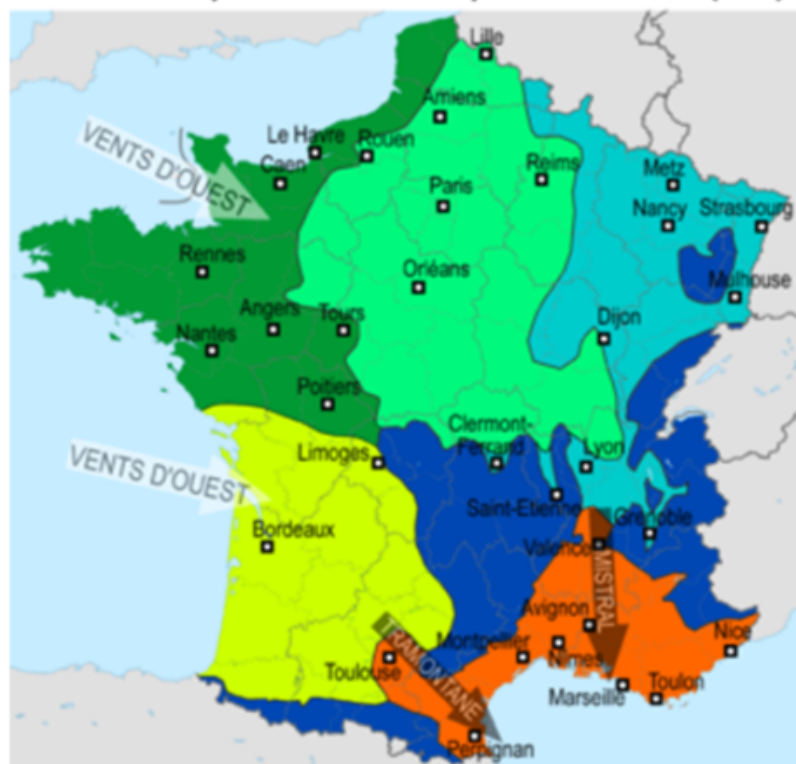 Lille
Amiens
Le Havre
Rouen
Caen
VENTS D'OUEST
Reims
Metz
Paris
Nancy
Strasbourg
Rennes
Orléans
Mulhouse
Angers
Tours
Dijon
Nantes
Poitiers
Clermont-
Ferrand
Limoges
Lyon
VENTS D'OUEST
Saint-Etienne
Grenoble
Bordeaux
Valence
MISTRAL
Avignon
TRAMONTANE
Montpellier
Nîmes
Nice
Toulouse
Marseille
Toulon
Perpignan